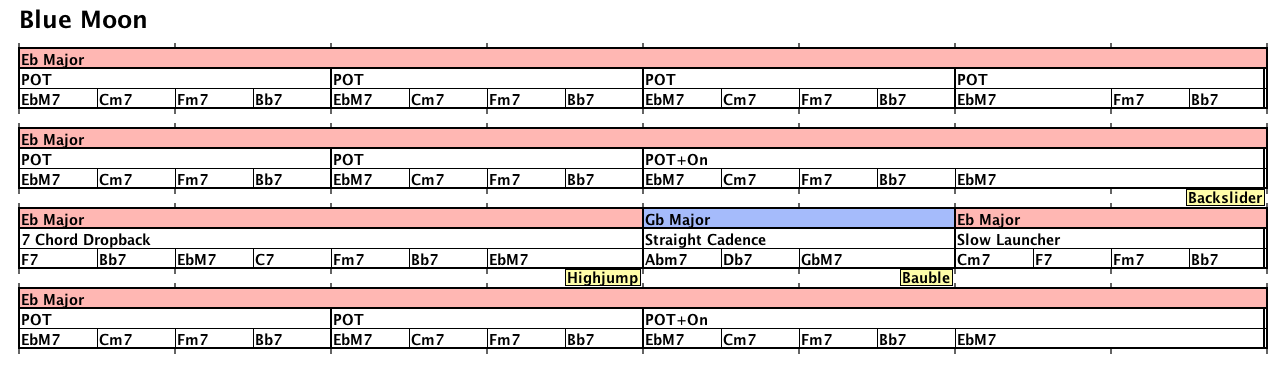 Blue Moon
Eb Major
POT POT POT POT
EbM7 Cm7 Fm7 Bb7 EbM7 Cm7 Fm7 Bb7 EbM7 Cm7 Fm7 Bb7 EbM7 Fm7 Bb7
Eb Major
POT POT POT+On
EbM7 Cm7 Fm7 Bb7 EbM7 Cm7 Fm7 Bb7 EbM7 Cm7 Fm7 Bb7 EbM7
Backslider
Eb Major Gb Major Eb Major
7 Chord Dropback Straight Cadence Slow Launcher
F7 Bb7 EbM7 C7 Fm7 Bb7 EbM7 Abm7 Db7 GbM7 Cm7 F7 Fm7 Bb7
Highjump Bauble
Eb Major
POT POT POT+On
EbM7 Cm7 Fm7 Bb7 EbM7 Cm7 Fm7 Bb7 EbM7 Cm7 Fm7 Bb7 EbM7